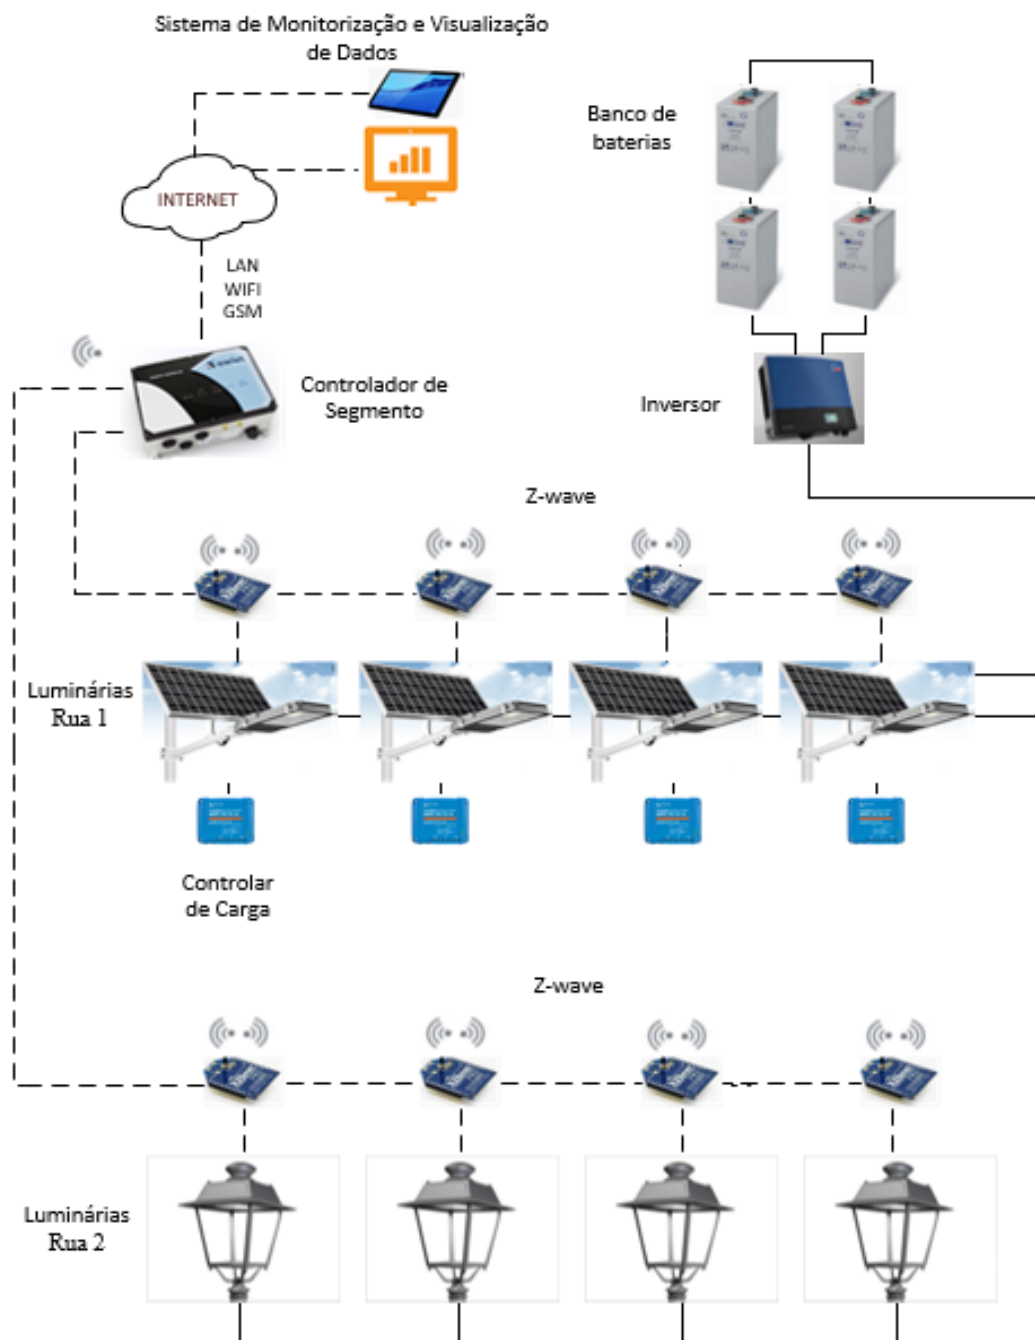 Sistema de Monitorização e Visualização
de Dados
Banco de
baterias
INTERNET
LAN
WIFI
GSM
Controlador de
Segmento
Inversor
Z-wave
Luminárias
Rua 1
Controlar
de Carga
Z-wave
Luminárias
Rua 2